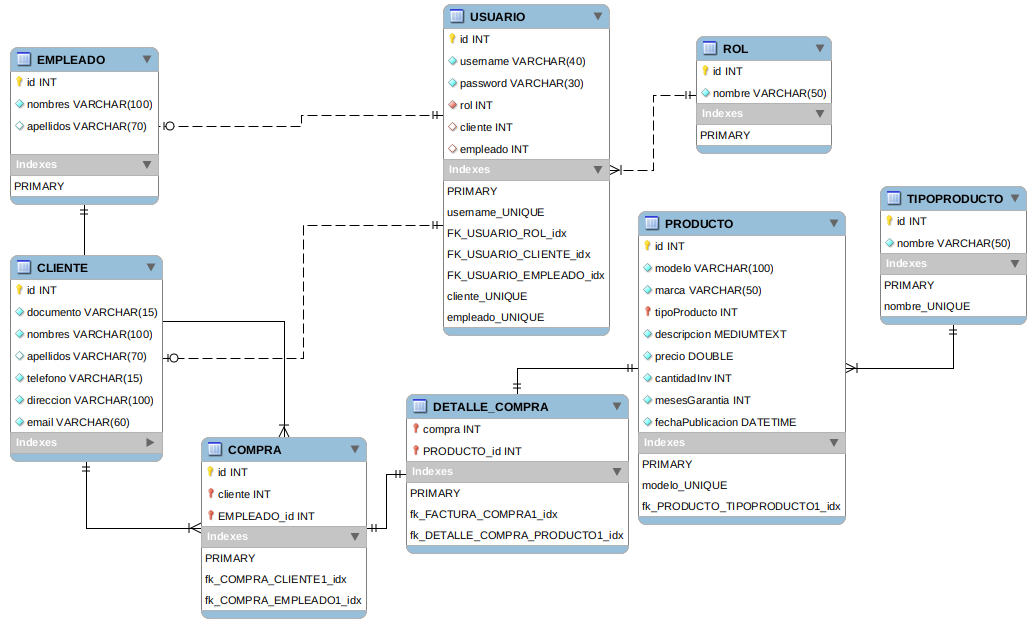 EMPLEADO
id INT
nombres VARCHAR(100)
apellidos VARCHAR(70)
Indexes
PRIMARY
USUARIO
id INT
username VARCHAR(40)
password VARCHAR(30)
rol INT
cliente INT
empleado INT
Indexes
PRIMARY
username_UNIQUE
FK_USUARIO_ROL_idx
FK_USUARIO_CLIENTE_idx
FK_USUARIO_EMPLEADO_idx
cliente_UNIQUE
empleado_UNIQUE
ROL
id INT
nombre VARCHAR(50)
Indexes
PRIMARY
TIPOPRODUCTO
id INT
nombre VARCHAR(50)
Indexes
PRIMARY
nombre_UNIQUE
PRODUCTO
id INT
modelo VARCHAR(100)
marca VARCHAR(50)
tipoProducto INT
descripcion MEDIUMTEXT
precio DOUBLE
cantidadInv INT
mesesGarantia INT
fechaPublicacion DATETIME
Indexes
PRIMARY
modelo_UNIQUE
fk_PRODUCTO_TIPOPRODUCTO1_idx
CLIENTE
id INT
documento VARCHAR(15)
nombres VARCHAR(100)
apellidos VARCHAR(70)
telefono VARCHAR(15)
direccion VARCHAR(100)
email VARCHAR(60)
Indexes
DETALLE_COMPRA
compra INT
PRODUCTO_id INT
Indexes
PRIMARY
fk_FACTURA_COMPRA1_idx
fk_DETALLE_COMPRA_PRODUCTO1_idx
COMPRA
id INT
cliente INT
EMPLEADO_id INT
Indexes
PRIMARY
fk_COMPRA_CLIENTE1_idx
fk_COMPRA_EMPLEADO1_idx